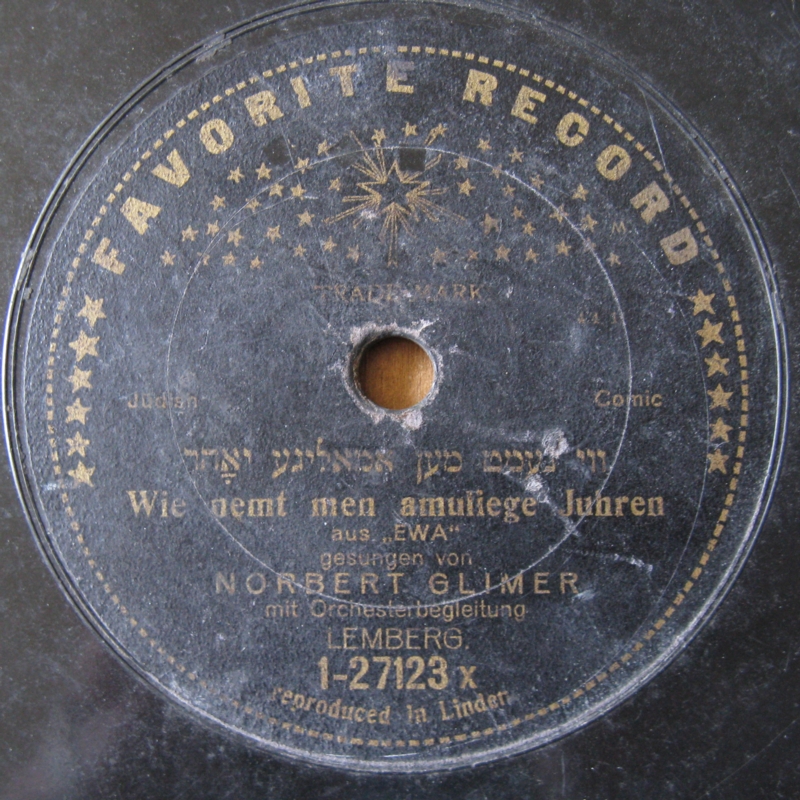 FAVORITE RECORD
TRADE MARK
Jüdish
Comic
ווי נעמט מען אמאליגע יאָהר
Wie nemt men amuliege Juhren
aus „EWA“
gesungen von
NORBERT GLIMER
mit Orchesterbegleitung
LEMBERG.
1-27123 x
reproduced in Linden